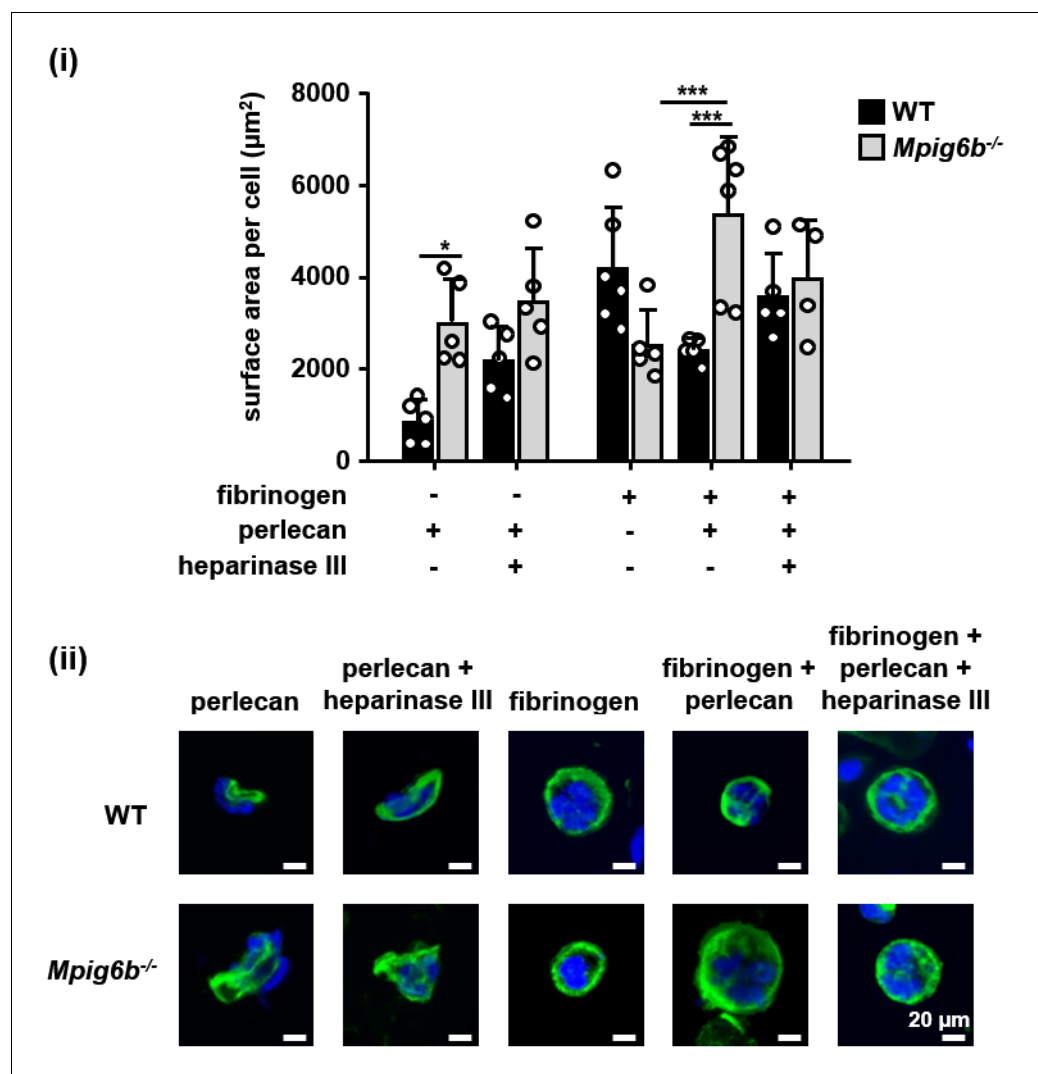 (i)
surface area per cell (µm²)
8000
6000
4000
2000
0
*
***
***
WT
Mpig6b-/-
fibrinogen - - + + +
perlecan + + - + +
heparinase III - + - - +
(ii)
perlecan
perlecan +
heparinase III
fibrinogen
fibrinogen +
perlecan
fibrinogen +
perlecan +
heparinase III
WT
Mpig6b-/-
20 µm